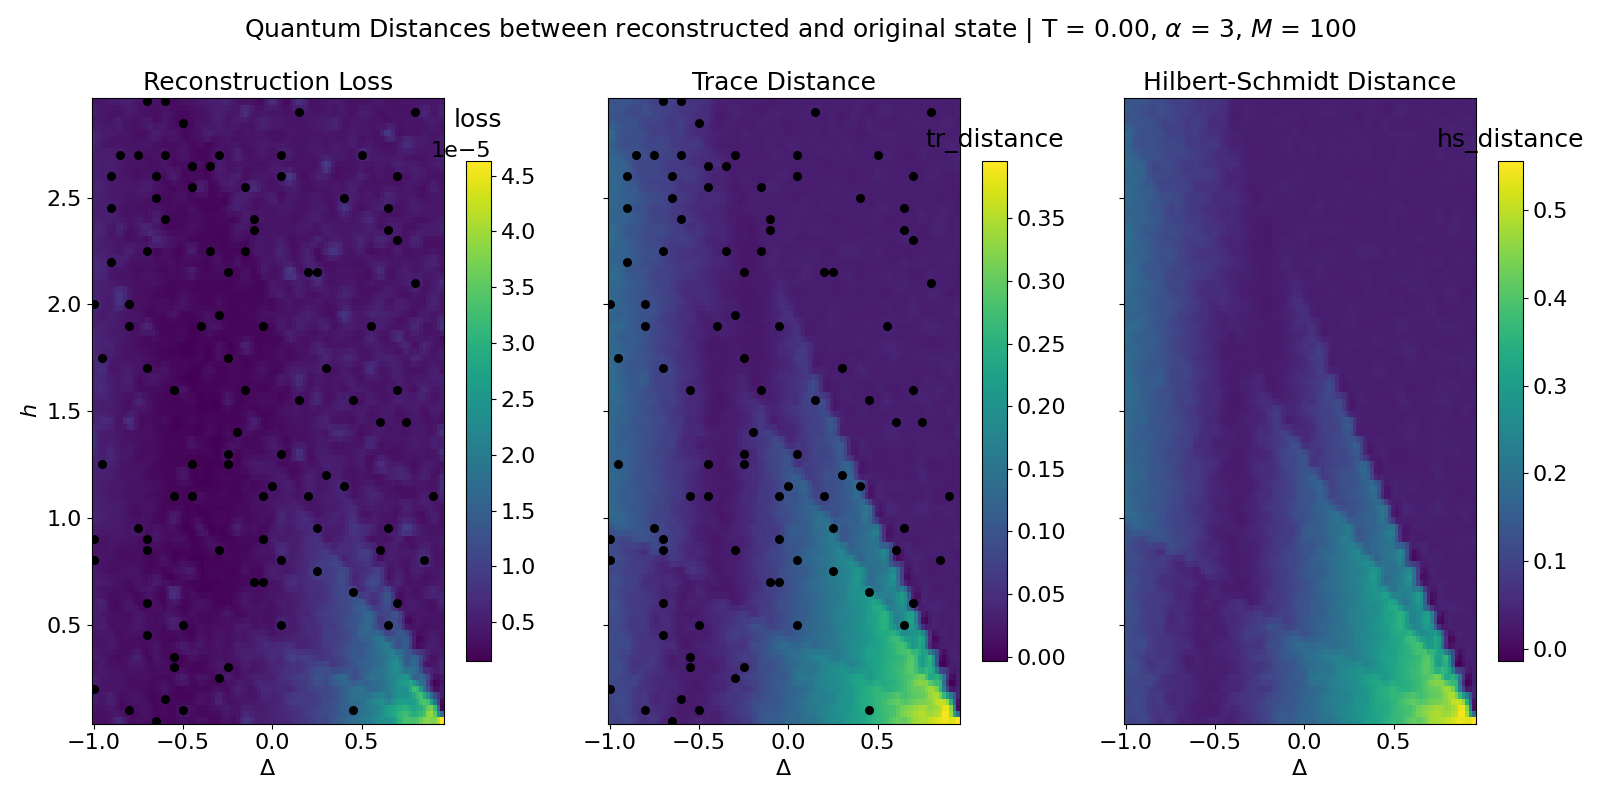 Quantum Distances between reconstructed and original state | T = 0.00, α = 3, M = 100
Reconstruction Loss
Trace Distance
Hilbert-Schmidt Distance
loss
1e−5
tr_distance
hs_distance
h
2.5
2.0
1.5
1.0
0.5
4.5
4.0
3.5
3.0
2.5
2.0
1.5
1.0
0.5
0.35
0.30
0.25
0.20
0.15
0.10
0.05
0.00
0.5
0.4
0.3
0.2
0.1
0.0
−1.0 −0.5 0.0 0.5
−1.0 −0.5 0.0 0.5
−1.0 −0.5 0.0 0.5
Δ
Δ
Δ